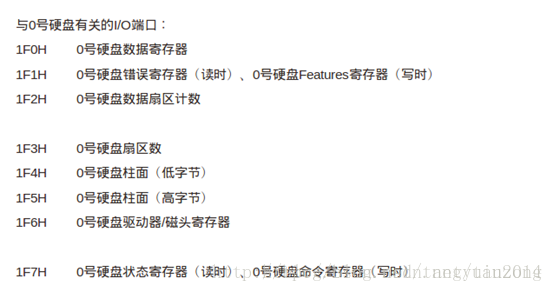 与0号硬盘有关的I/O端口：
1F0H 0号硬盘数据寄存器
1F1H 0号硬盘错误寄存器（读时）、0号硬盘Features寄存器（写时）
1F2H 0号硬盘数据扇区计数
1F3H 0号硬盘扇区数
1F4H 0号硬盘柱面（低字节）
1F5H 0号硬盘柱面（高字节）
1F6H 0号硬盘驱动器/磁头寄存器
1F7H 0号硬盘状态寄存器（读时）、0号硬盘命令寄存器（写时）